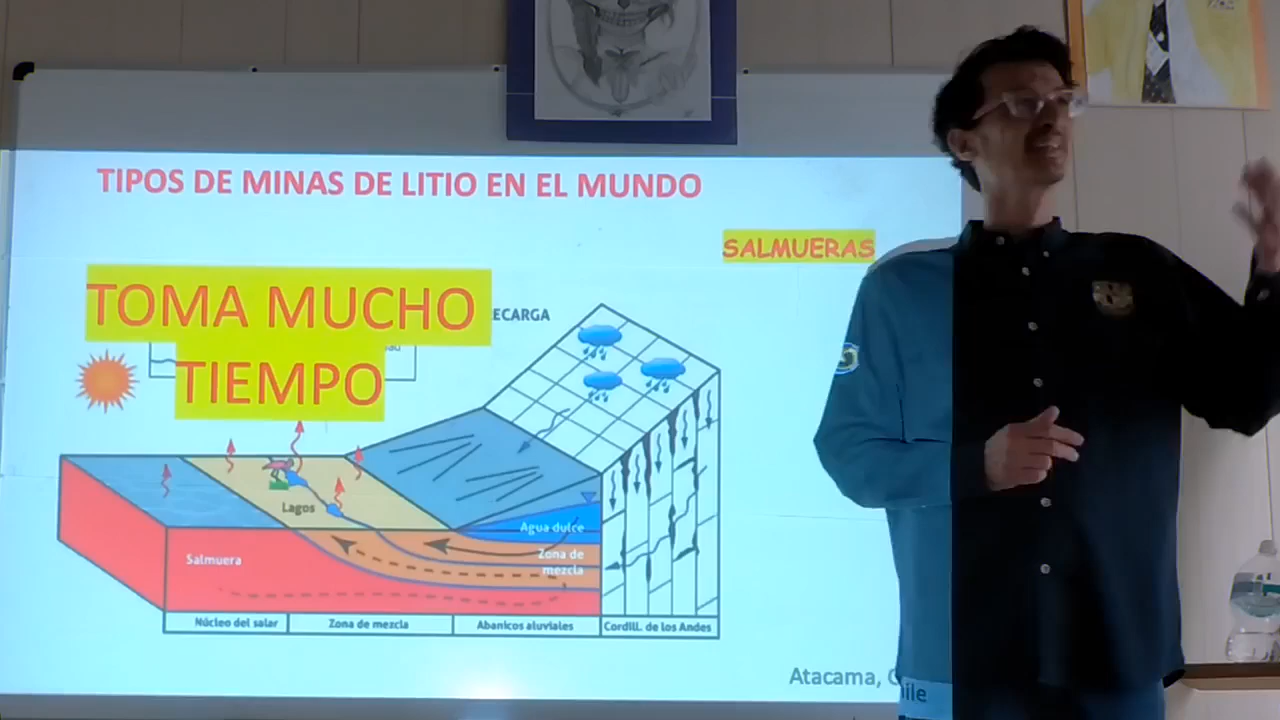 TIPOS DE MINAS DE LITIO EN EL MUNDO
SALMUERAS
TOMA MUCHO
TIEMPO
ECARGA
Lagos
Agua dulce
Zona de
mezcla
Salmuera
Núcleo del salar
Zona de mezcla
Abanicos aluviales
Cordill. de los Andes
Atacama, Chile